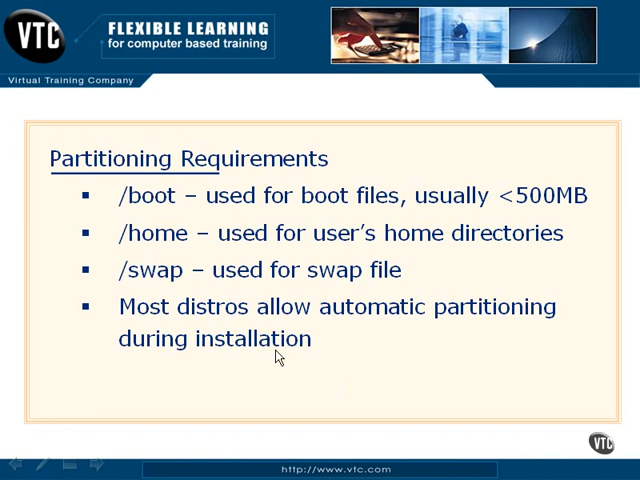 VTC
FLEXIBLE LEARNING
for computer based training
Virtual Training Company
Partitioning Requirements
▪ /boot – used for boot files, usually <500MB
▪ /home – used for user’s home directories
▪ /swap – used for swap file
▪ Most distros allow automatic partitioning
during installation
VTC
http://www.vtc.com